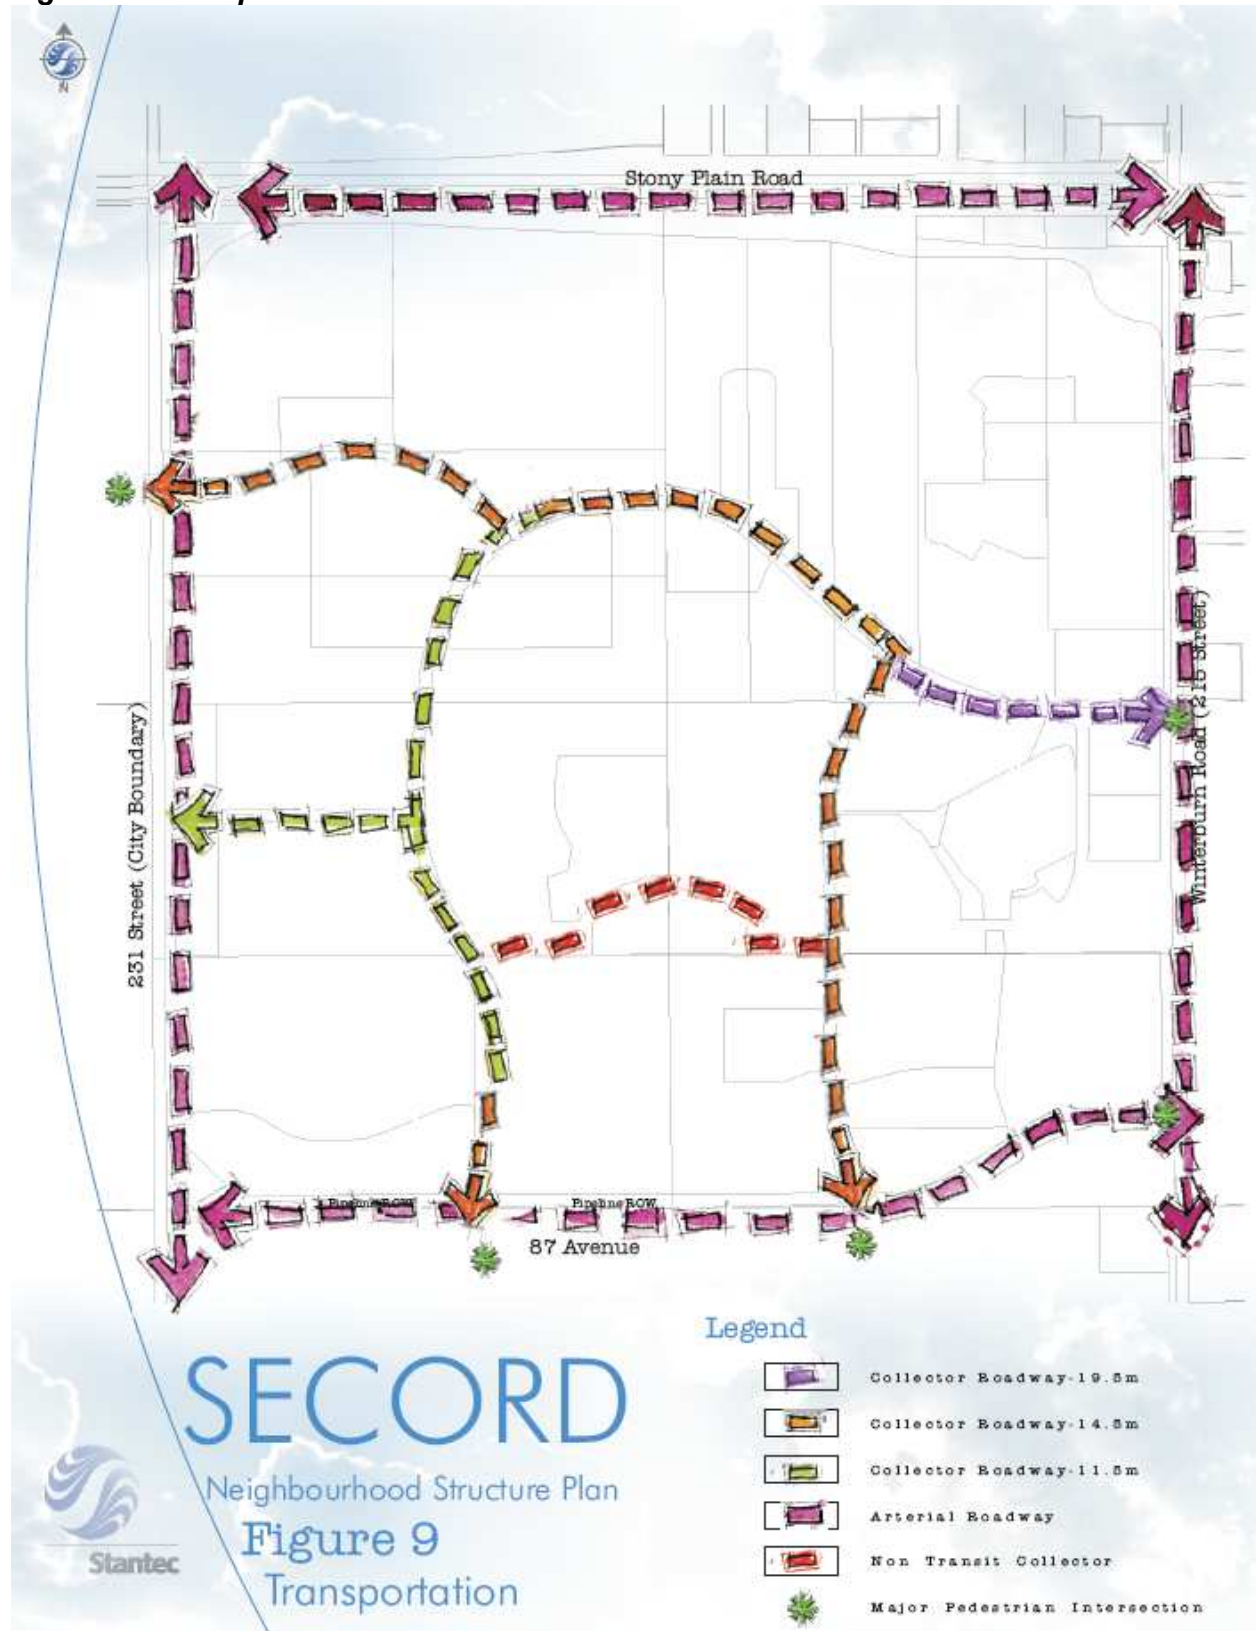 N
Stony Plain Road
231 Street (City Boundary)
Winterburn Road (215 Street)
Pipeline ROW
Pipeline ROW
87 Avenue
Legend
Collector Roadway-19.5m
Collector Roadway-14.5m
Collector Roadway-11.5m
Arterial Roadway
Non Transit Collector
Major Pedestrian Intersection
SECORD
Neighbourhood Structure Plan
Figure 9
Transportation
Stantec